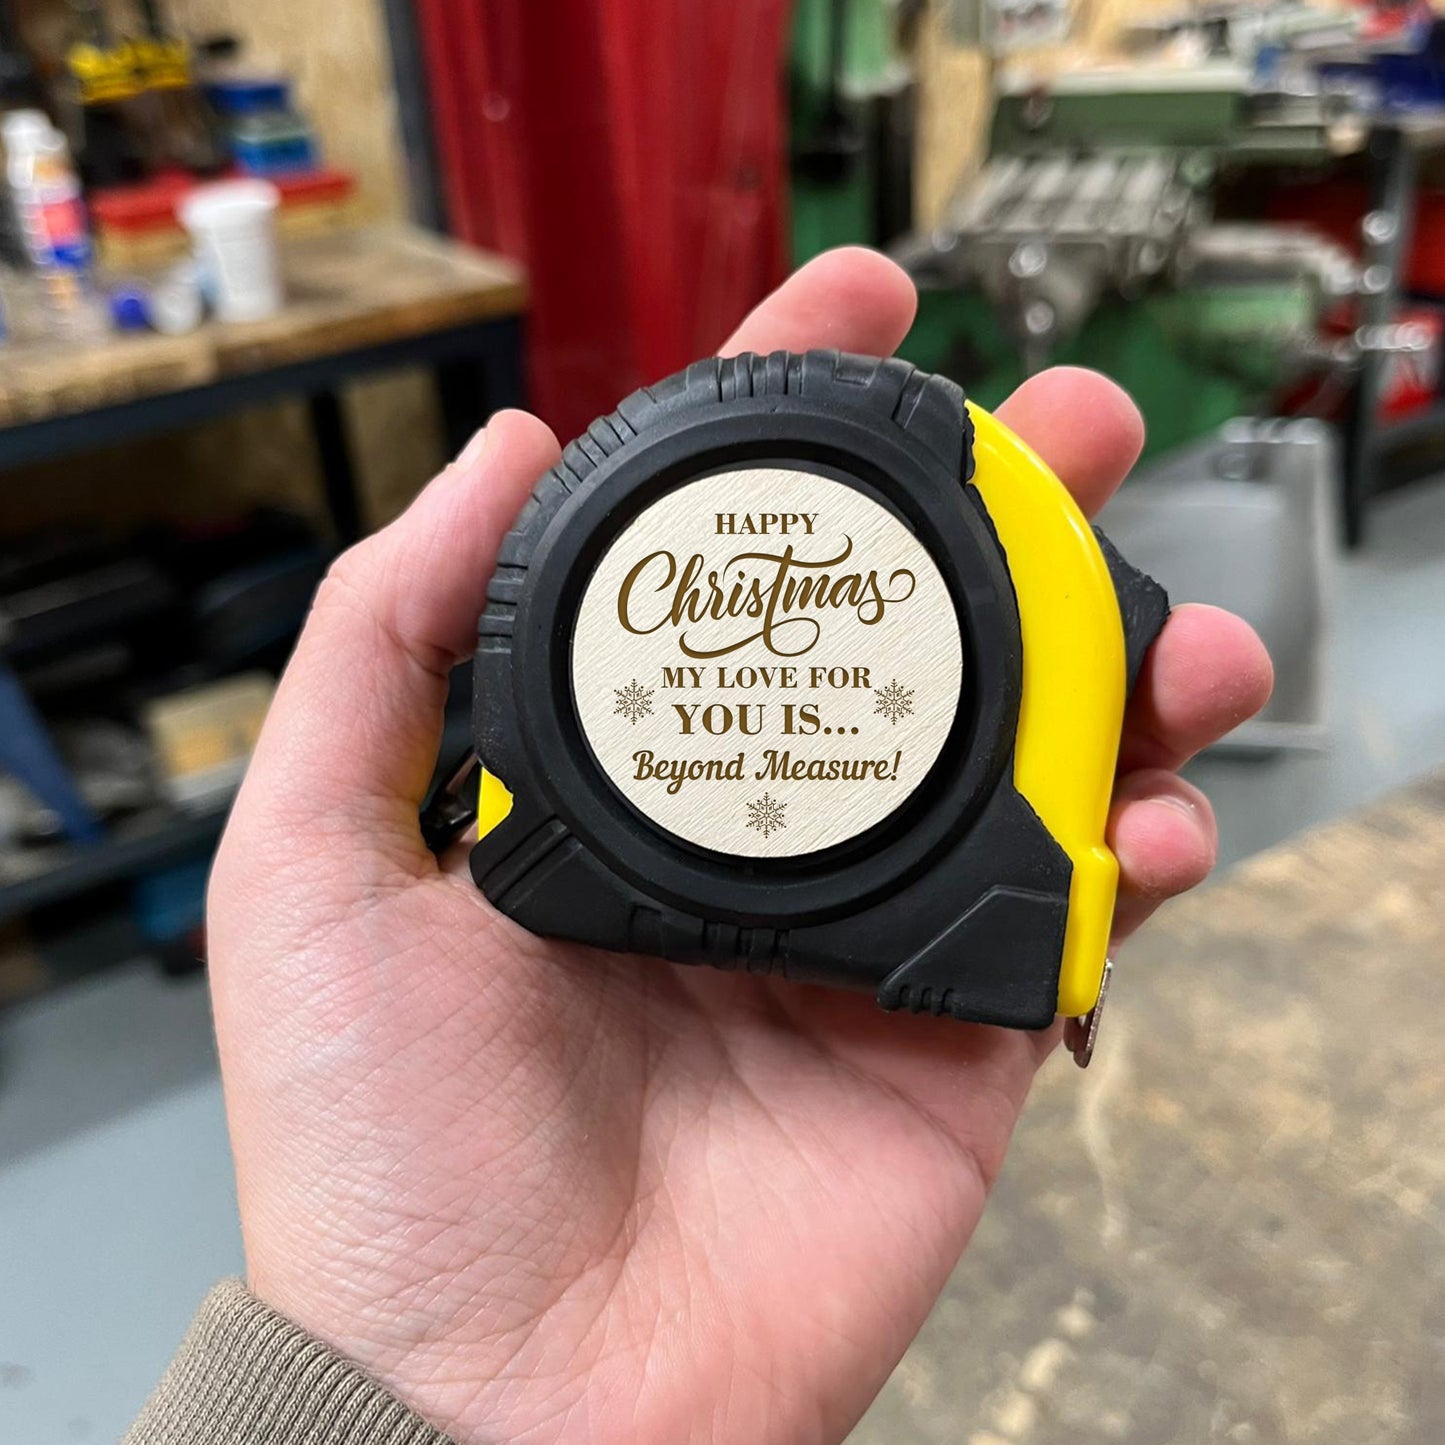 HAPPY
Christmas
MY LOVE FOR
YOU IS...
Beyond Measure!